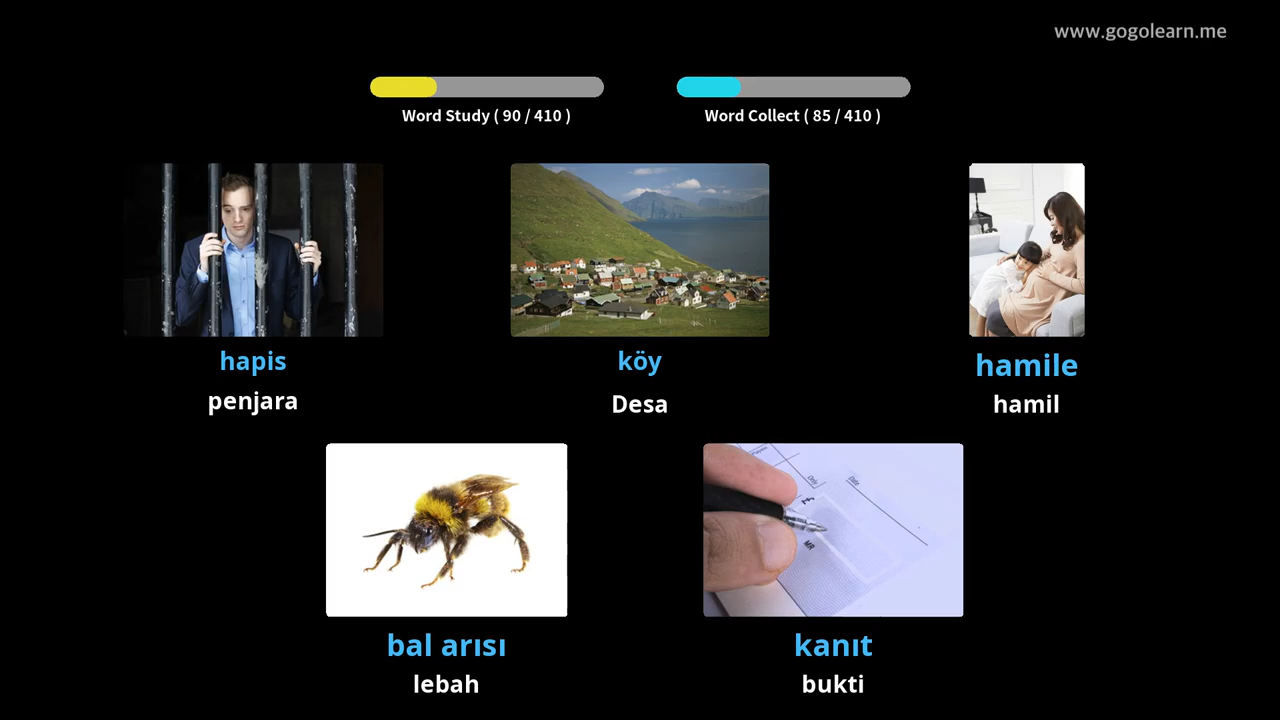 www.gogolearn.me
Word Study ( 90 / 410 )
Word Collect ( 85 / 410 )
hapis
penjara
köy
Desa
hamile
hamil
bal arısı
lebah
kanıt
bukti